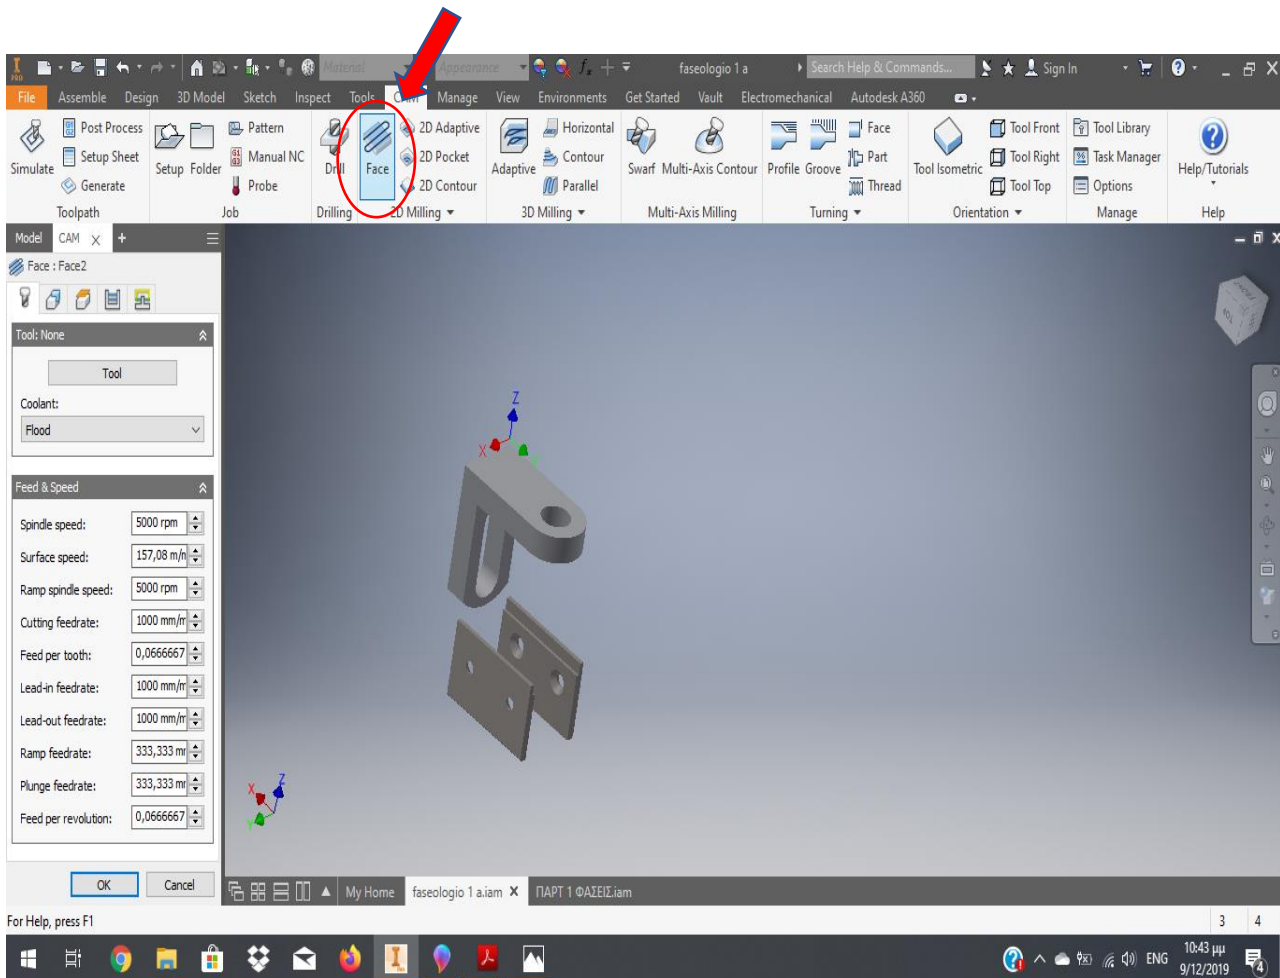 PRO
Material
Appearance
faseologio 1 a
Search Help & Commands...
Sign In
File Assemble Design 3D Model Sketch Inspect Tools Manage View Environments Get Started Vault Electromechanical Autodesk A360
Post Process Pattern 2D Adaptive Horizontal Face Tool Front Tool Library
Setup Sheet Manual NC 2D Pocket Contour Part Tool Right Task Manager
Simulate Setup Folder Drill Face Adaptive Swarf Multi-Axis Contour Profile Groove Tool Isometric Help/Tutorials
Generate Probe 2D Contour Parallel Thread Tool Top Options
Toolpath Job Drilling 2D Milling 3D Milling Multi-Axis Milling Turning Orientation Manage Help
Model CAM X +
Face : Face2
Tool: None
Tool
Coolant:
Flood
Feed & Speed
Spindle speed: 5000 rpm
Surface speed: 157,08 m/n
Ramp spindle speed: 5000 rpm
Cutting feedrate: 1000 mm/m
Feed per tooth: 0,0666667
Lead-in feedrate: 1000 mm/m
Lead-out feedrate: 1000 mm/m
Ramp feedrate: 333,333 mr
Plunge feedrate: 333,333 mr
Feed per revolution: 0,0666667
OK Cancel
Z
X
X
Z
Y
TOP
My Home faseologio 1 a.iam X ΠΑΡΤ 1 ΦΑΣΕΙΣ.iam
For Help, press F1
3 4
ENG
10:43 μμ
9/12/2019
4